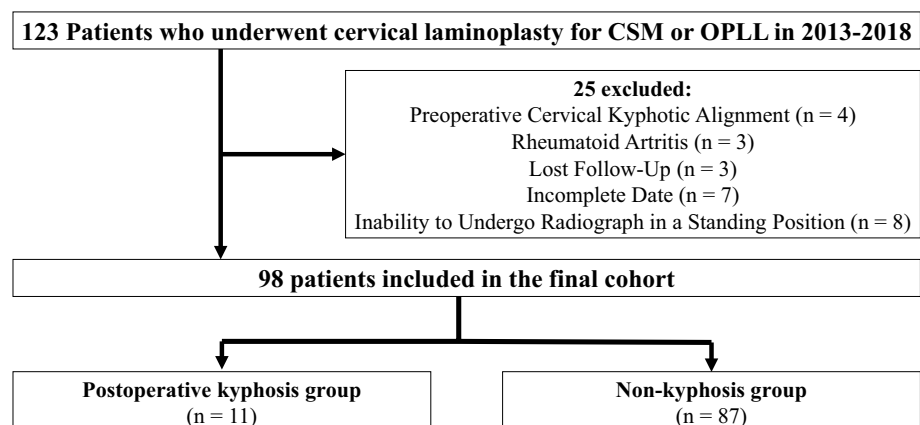 123 Patients who underwent cervical laminoplasty for CSM or OPLL in 2013-2018
25 excluded:
Preoperative Cervical Kyphotic Alignment (n = 4)
Rheumatoid Artritis (n = 3)
Lost Follow-Up (n = 3)
Incomplete Date (n = 7)
Inability to Undergo Radiograph in a Standing Position (n = 8)
98 patients included in the final cohort
Postoperative kyphosis group
(n = 11)
Non-kyphosis group
(n = 87)